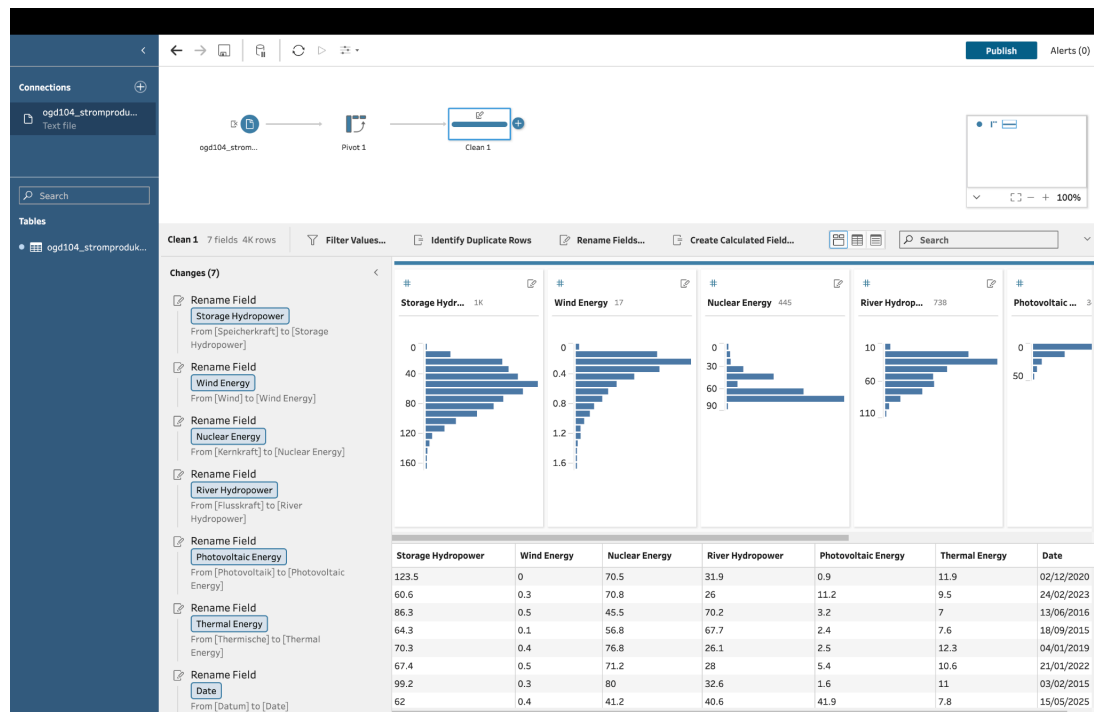 Publish
Alerts (0)
Connections
ogd104_stromprodu...
Text file
Search
Tables
ogd104_stromproduk...
ogd104_strom...
Pivot 1
Clean 1
100%
Clean 1 7 fields 4K rows
Filter Values...
Identify Duplicate Rows
Rename Fields...
Create Calculated Field...
Search
Changes (7)
Rename Field
Storage Hydropower
From [Speicherkraft] to [Storage
Hydropower]
Rename Field
Wind Energy
From [Wind] to [Wind Energy]
Rename Field
Nuclear Energy
From [Kernkraft] to [Nuclear Energy]
Rename Field
River Hydropower
From [Flusskraft] to [River
Hydropower]
Rename Field
Photovoltaic Energy
From [Photovoltaik] to [Photovoltaic
Energy]
Rename Field
Thermal Energy
From [Thermische] to [Thermal
Energy]
Rename Field
Date
From [Datum] to [Date]
#
Storage Hydr... 1K
0
40
80
120
160
#
Wind Energy 17
0
0.4
0.8
1.2
1.6
#
Nuclear Energy 445
0
30
60
90
#
River Hydrop... 738
10
60
110
#
Photovoltaic ...
0
50
Storage Hydropower Wind Energy Nuclear Energy River Hydropower Photovoltaic Energy Thermal Energy Date
123.5 0 70.5 31.9 0.9 11.9 02/12/2020
60.6 0.3 70.8 26 11.2 9.5 24/02/2023
86.3 0.5 45.5 70.2 3.2 7 13/06/2016
64.3 0.1 56.8 67.7 2.4 7.6 18/09/2015
70.3 0.4 76.8 26.1 2.5 12.3 04/01/2019
67.4 0.5 71.2 28 5.4 10.6 21/01/2022
99.2 0.3 80 32.6 1.6 11 03/02/2015
62 0.4 41.2 40.6 41.9 7.8 15/05/2025